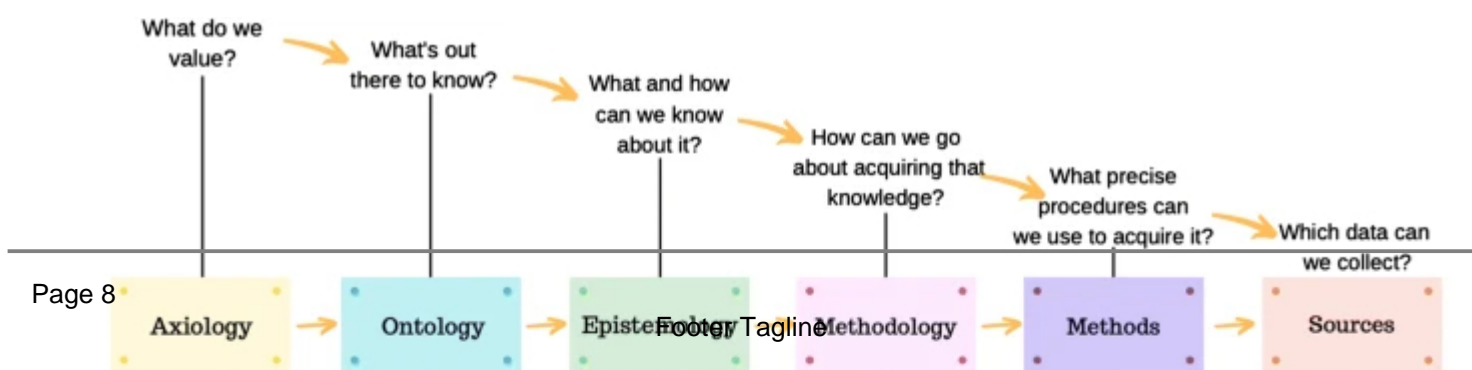 What do we
value?
What's out
there to know?
What and how
can we know
about it?
How can we go
about acquiring that
knowledge?
What precise
procedures can
we use to acquire it?
Which data can
we collect?
Page 8
Axiology
Ontology
Epistemology
Footer Tagline
Methodology
Methods
Sources